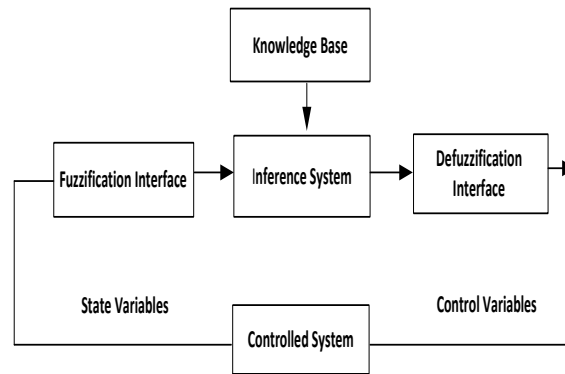 Knowledge Base
Fuzzification Interface
Inference System
Defuzzification
Interface
State Variables
Control Variables
Controlled System